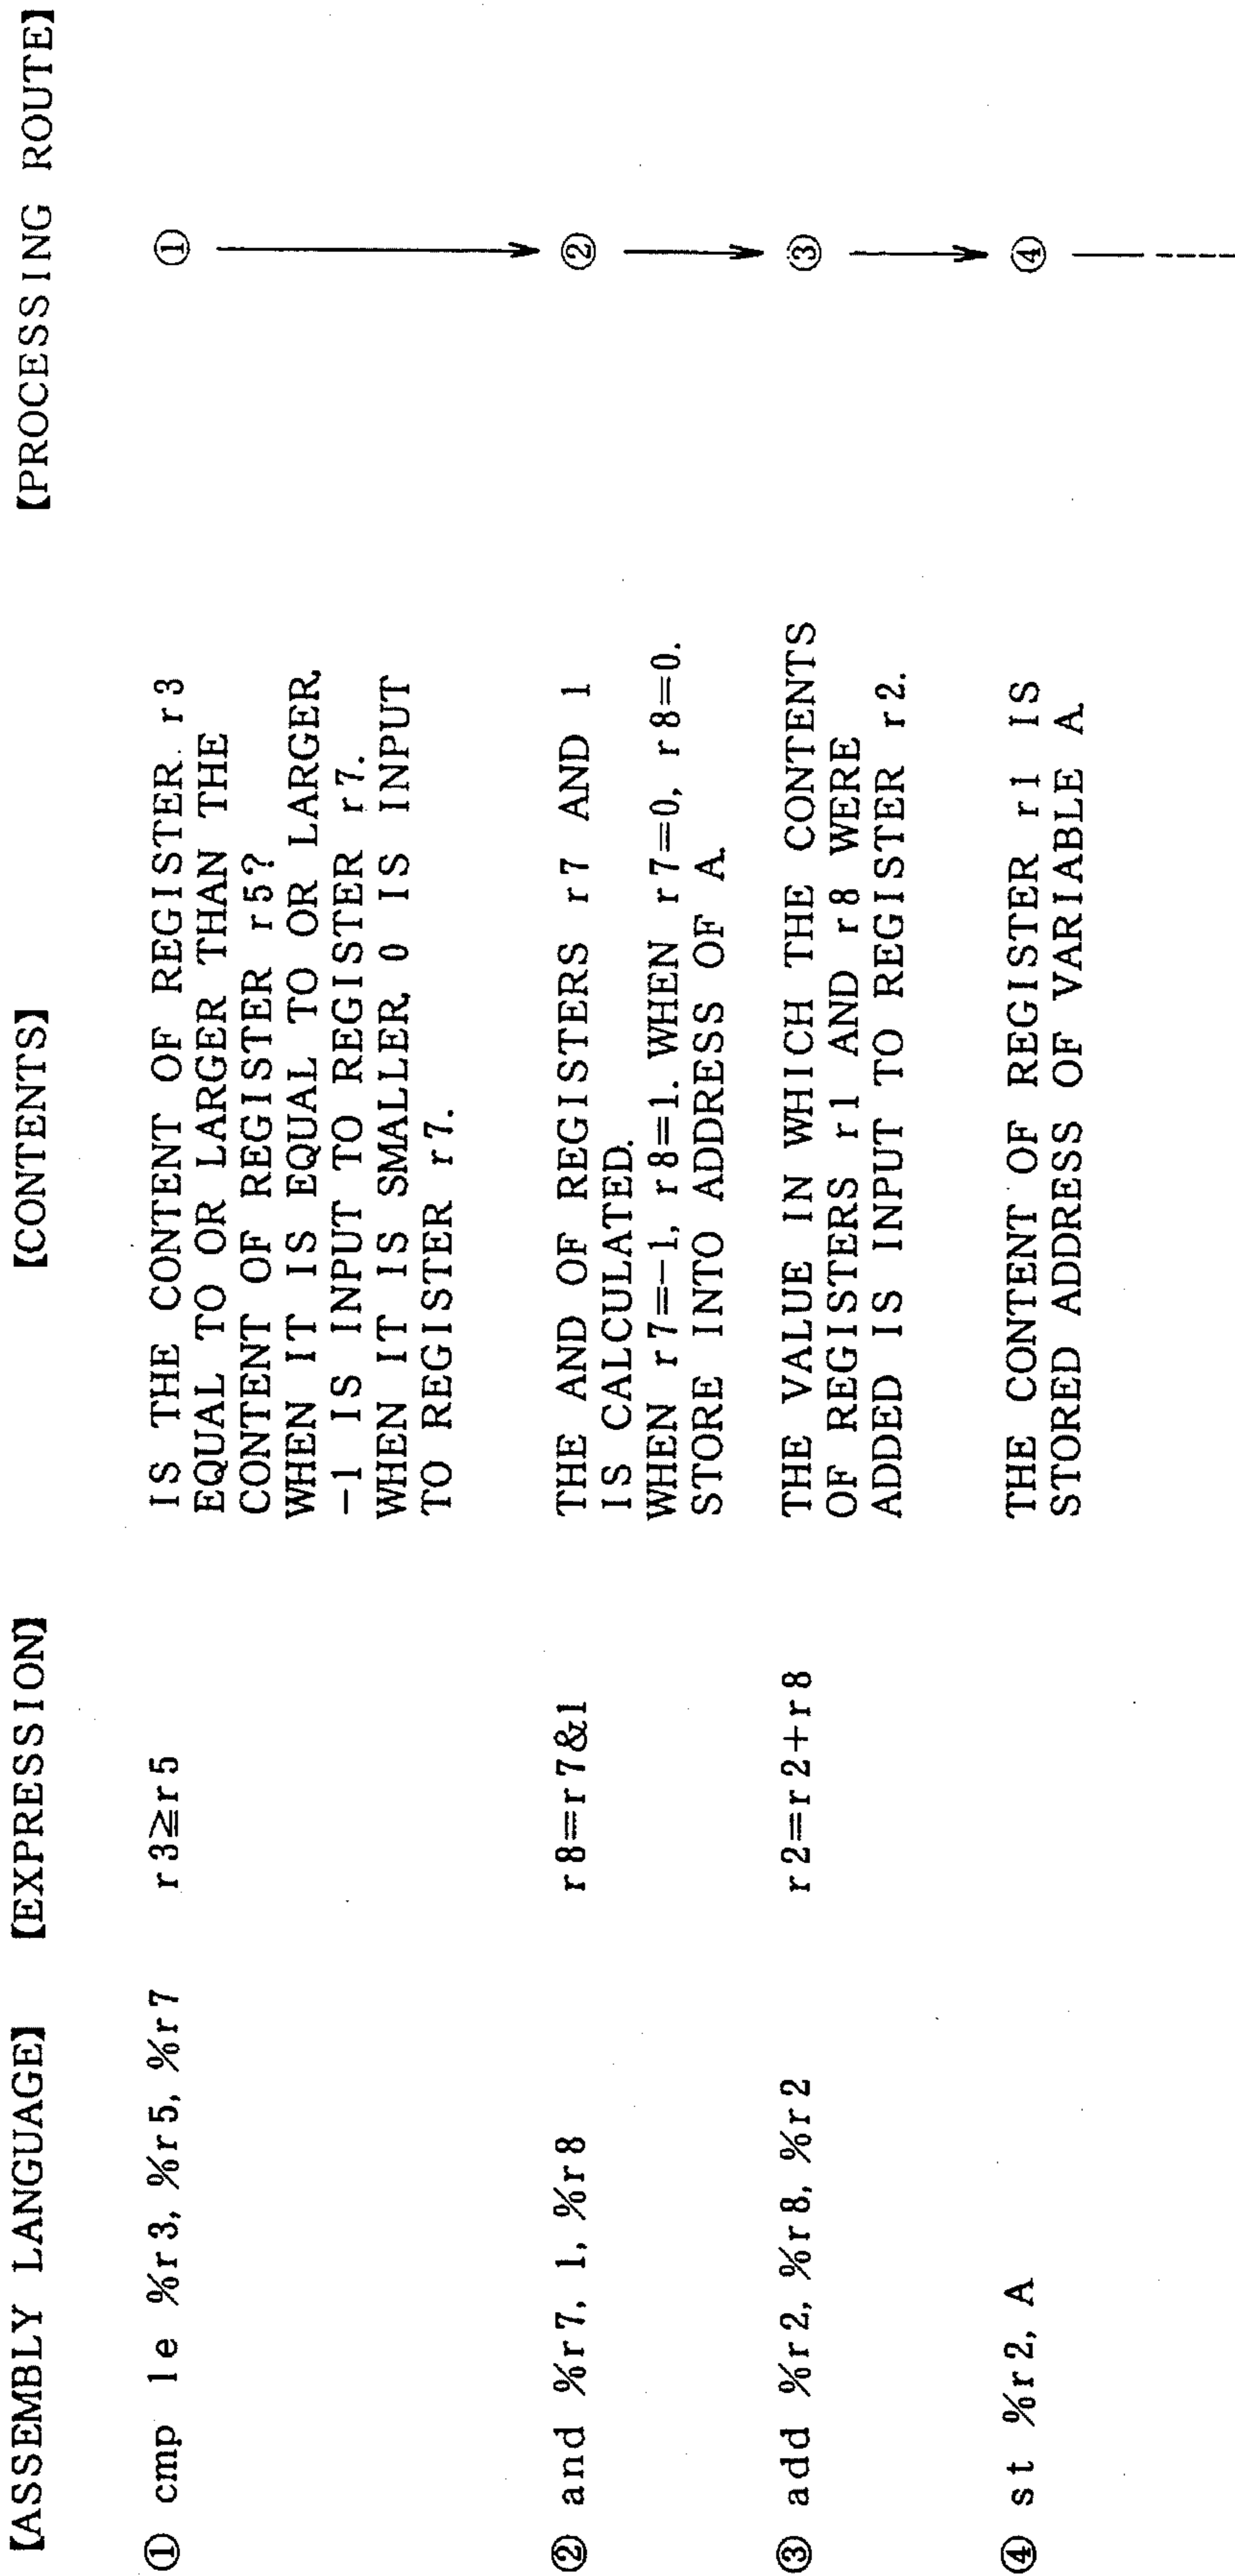 【ASSEMBLY LANGUAGE】 【EXPRESSION】 【CONTENTS】 【PROCESSING ROUTE】
① cmp le %r3, %r5, %r7 r3≧r5 IS THE CONTENT OF REGISTER r3 ①
EQUAL TO OR LARGER THAN THE
CONTENT OF REGISTER r5?
WHEN IT IS EQUAL TO OR LARGER,
-1 IS INPUT TO REGISTER r7.
WHEN IT IS SMALLER, 0 IS INPUT
TO REGISTER r7.
② and %r7, 1, %r8 r8=r7&1 THE AND OF REGISTERS r7 AND 1 ②
IS CALCULATED.
WHEN r7=-1, r8=1. WHEN r7=0, r8=0.
STORE INTO ADDRESS OF A.
③ add %r2, %r8, %r2 r2=r2+r8 THE VALUE IN WHICH THE CONTENTS ③
OF REGISTERS r1 AND r8 WERE
ADDED IS INPUT TO REGISTER r2.
④ st %r2, A THE CONTENT OF REGISTER r1 IS ④
STORED ADDRESS OF VARIABLE A.